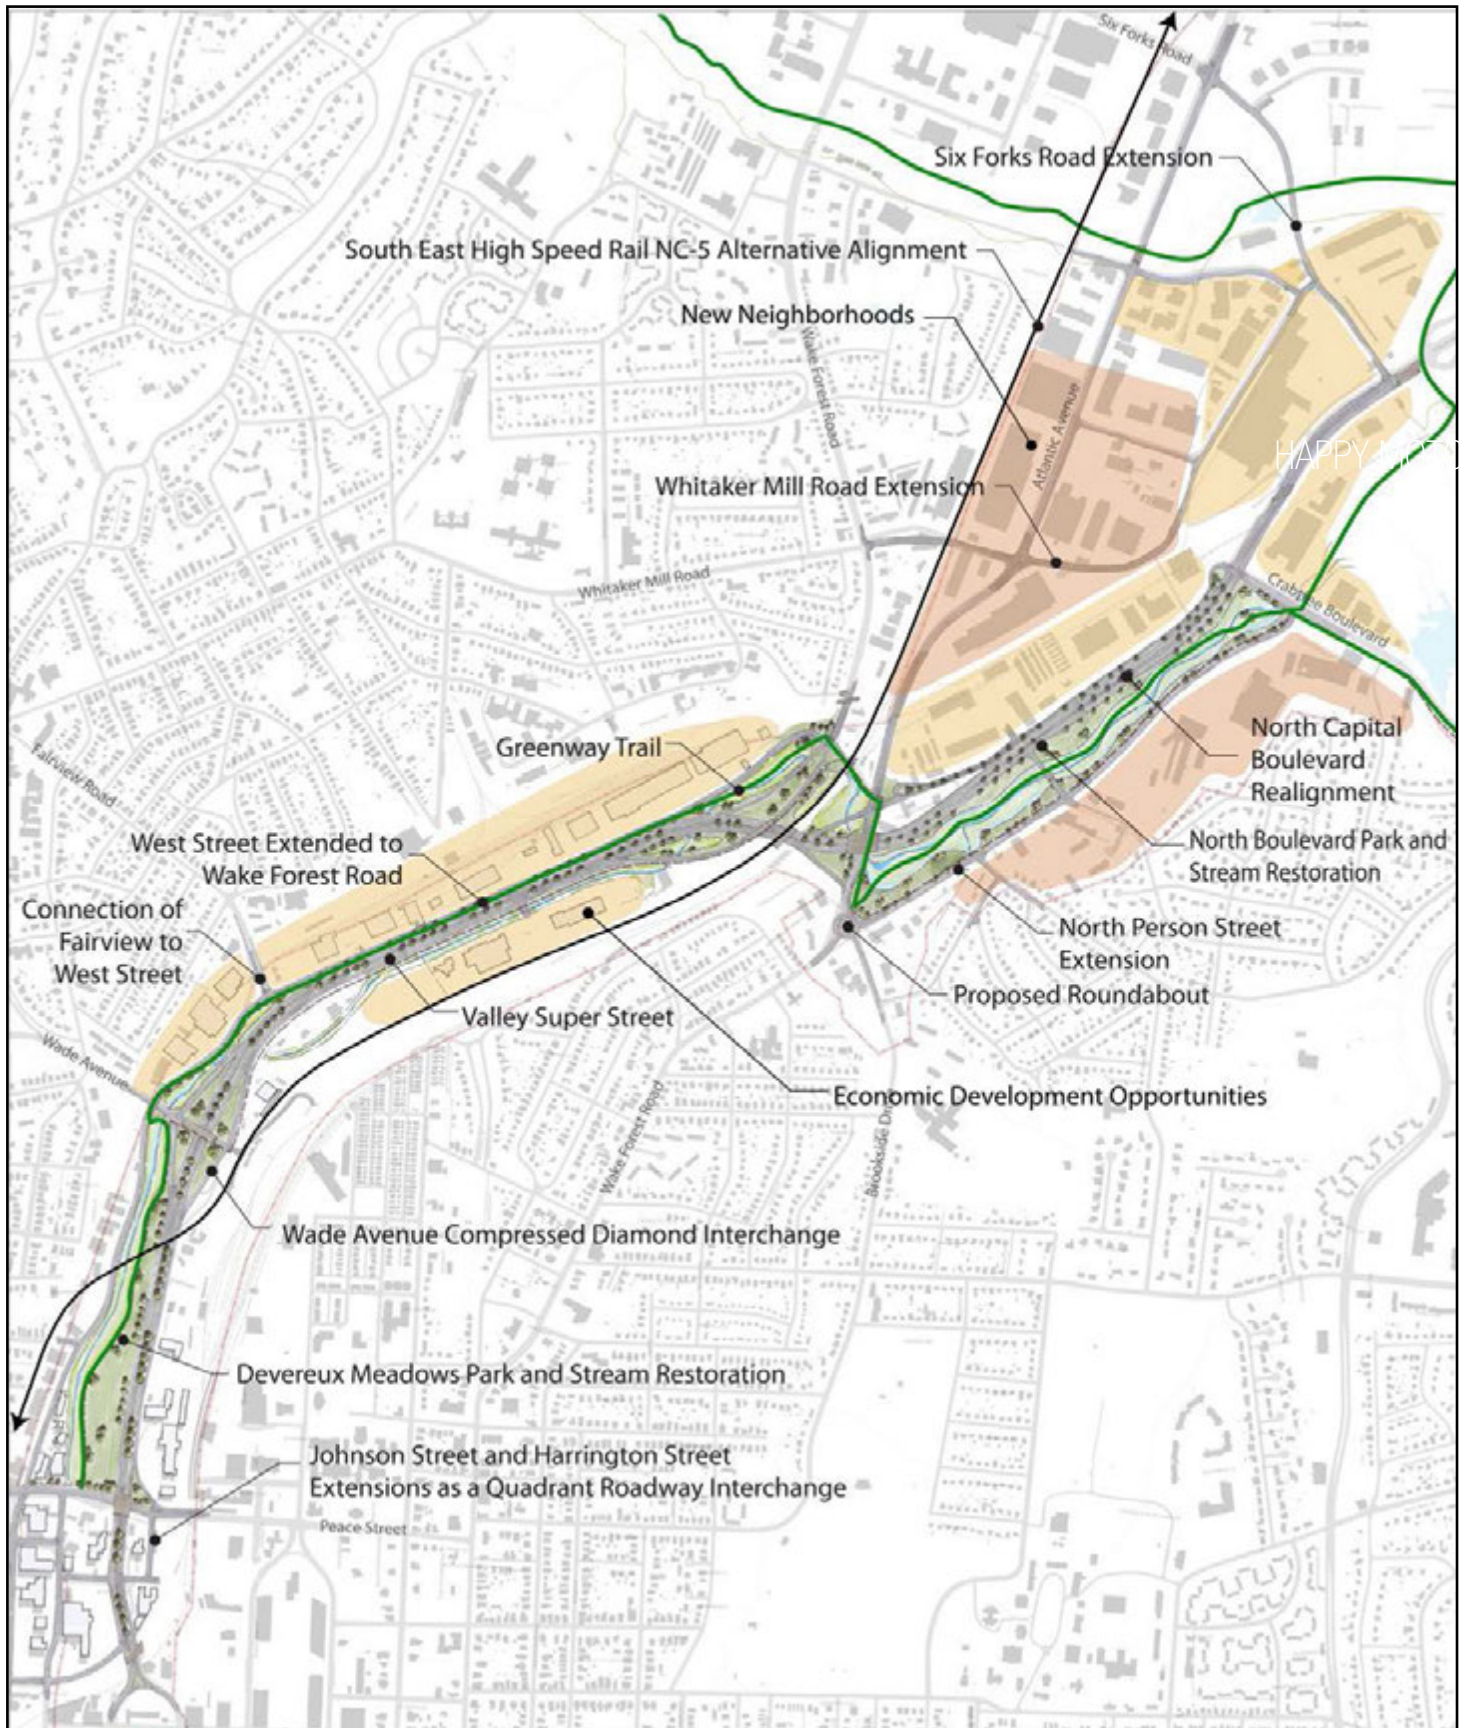 Six Forks Road
Six Forks Road Extension
South East High Speed Rail NC-5 Alternative Alignment
New Neighborhoods
Wake Forest Road
Atlantic Avenue
HAPPY
Whitaker Mill Road Extension
Whitaker Mill Road
Crabtree Boulevard
North Capital
Boulevard
Realignment
Greenway Trail
Fairview Road
West Street Extended to
Wake Forest Road
North Boulevard Park and
Stream Restoration
Connection of
Fairview to
West Street
North Person Street
Extension
Proposed Roundabout
Valley Super Street
Wade Avenue
Economic Development Opportunities
Wake Forest Road
Brookside Drive
Wade Avenue Compressed Diamond Interchange
Devereux Meadows Park and Stream Restoration
Johnson Street and Harrington Street
Extensions as a Quadrant Roadway Interchange
Peace Street